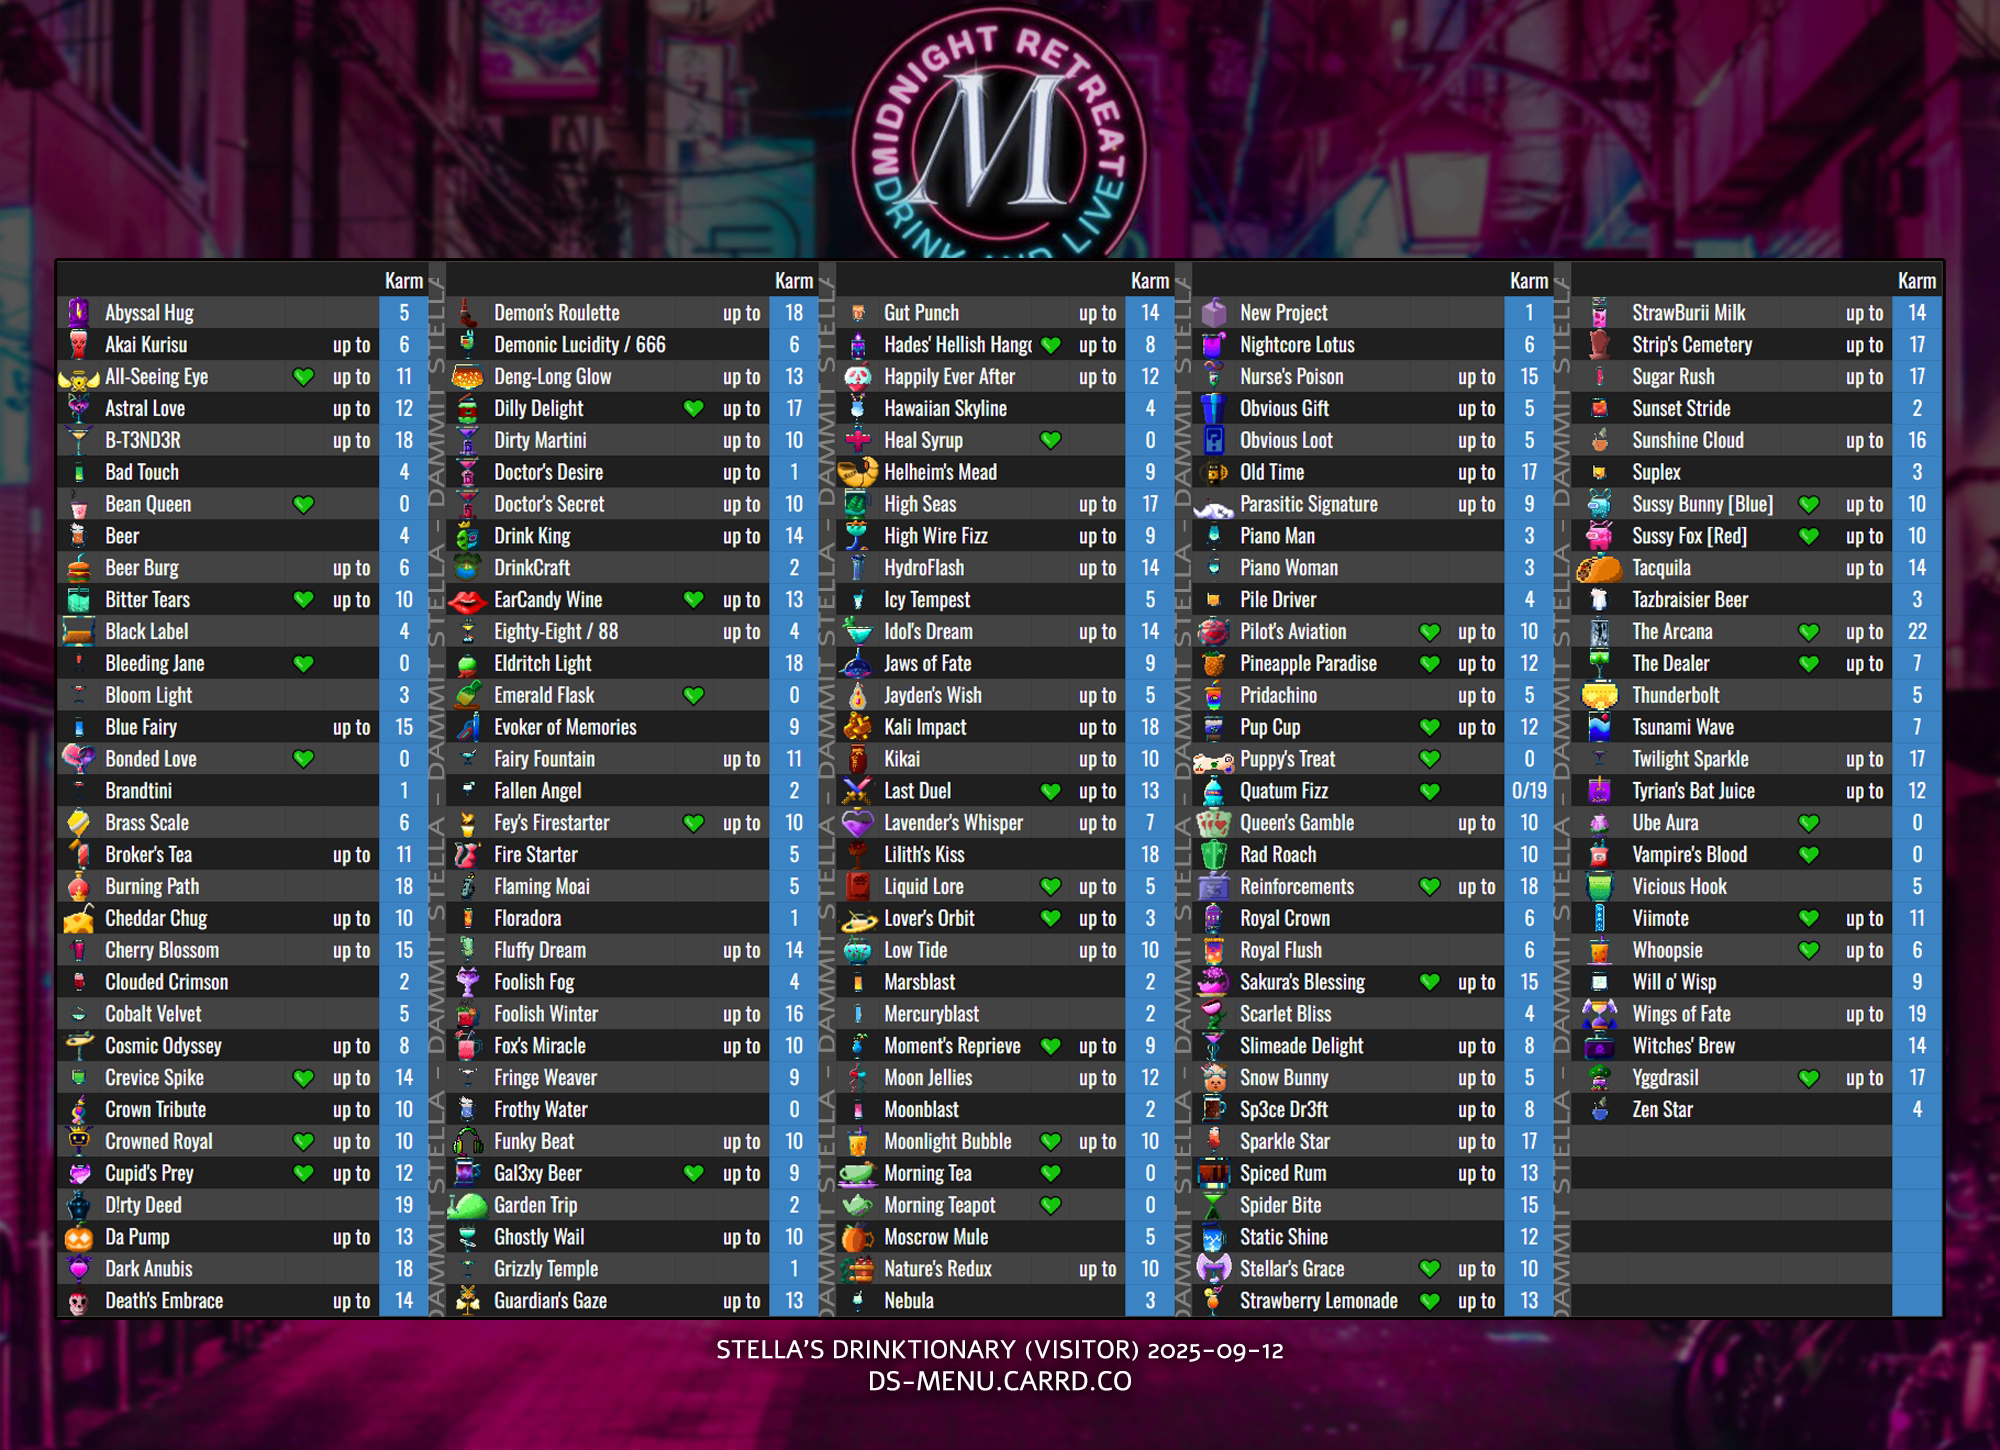 MIDNIGHT RETREAT
M
DRINK AND LIVE
Karm
Abyssal Hug 5
Akai Kurisu up to 6
All-Seeing Eye up to 11
Astral Love up to 12
B-T3ND3R up to 18
Bad Touch 4
Bean Queen 0
Beer 4
Beer Burg up to 6
Bitter Tears up to 10
Black Label 4
Bleeding Jane 0
Bloom Light 3
Blue Fairy up to 15
Bonded Love 0
Brandtini 1
Brass Scale 6
Broker's Tea up to 11
Burning Path 18
Cheddar Chug up to 10
Cherry Blossom up to 15
Clouded Crimson 2
Cobalt Velvet 5
Cosmic Odyssey up to 8
Crevice Spike up to 14
Crown Tribute up to 10
Crowned Royal up to 10
Cupid's Prey up to 12
D!rty Deed 19
Da Pump up to 13
Dark Anubis 18
Death's Embrace up to 14
STELLA - DAMMIT STELLA - DAMMIT STELLA - DAMMIT STELLA - DAMMIT
Karm
Demon's Roulette up to 18
Demonic Lucidity / 666 6
Deng-Long Glow up to 13
Dilly Delight up to 17
Dirty Martini up to 10
Doctor's Desire up to 1
Doctor's Secret up to 10
Drink King up to 14
DrinkCraft 2
EarCandy Wine up to 13
Eighty-Eight / 88 up to 4
Eldritch Light 18
Emerald Flask 0
Evoker of Memories 9
Fairy Fountain up to 11
Fallen Angel 2
Fey's Firestarter up to 10
Fire Starter 5
Flaming Moai 5
Floradora 1
Fluffy Dream up to 14
Foolish Fog 4
Foolish Winter up to 16
Fox's Miracle up to 10
Fringe Weaver 9
Frothy Water 0
Funky Beat up to 10
Gal3xy Beer up to 9
Garden Trip 2
Ghostly Wail up to 10
Grizzly Temple 1
Guardian's Gaze up to 13
STELLA - DAMMIT STELLA - DAMMIT STELLA - DAMMIT STELLA - DAMMIT
Karm
Gut Punch up to 14
Hades' Hellish Hang up to 8
Happily Ever After up to 12
Hawaiian Skyline 4
Heal Syrup 0
Helheim's Mead 9
High Seas up to 17
High Wire Fizz up to 9
HydroFlash up to 14
Icy Tempest 5
Idol's Dream up to 14
Jaws of Fate 9
Jayden's Wish up to 5
Kali Impact up to 18
Kikai up to 10
Last Duel up to 13
Lavender's Whisper up to 7
Lilith's Kiss 18
Liquid Lore up to 5
Lover's Orbit up to 3
Low Tide up to 10
Marsblast 2
Mercuryblast 2
Moment's Reprieve up to 9
Moon Jellies up to 12
Moonblast 2
Moonlight Bubble up to 10
Morning Tea 0
Morning Teapot 0
Moscrow Mule 5
Nature's Redux up to 10
Nebula 3
STELLA - DAMMIT STELLA - DAMMIT STELLA - DAMMIT STELLA - DAMMIT
Karm
New Project 1
Nightcore Lotus 6
Nurse's Poison up to 15
Obvious Gift up to 5
Obvious Loot up to 5
Old Time up to 17
Parasitic Signature up to 9
Piano Man 3
Piano Woman 3
Pile Driver 4
Pilot's Aviation up to 10
Pineapple Paradise up to 12
Pridachino up to 5
Pup Cup up to 12
Puppy's Treat 0
Quatum Fizz 0/19
Queen's Gamble up to 10
Rad Roach 10
Reinforcements up to 18
Royal Crown 6
Royal Flush 6
Sakura's Blessing up to 15
Scarlet Bliss 4
Slimeade Delight up to 8
Snow Bunny up to 5
Sp3ce Dr3ft up to 8
Sparkle Star up to 17
Spiced Rum up to 13
Spider Bite 15
Static Shine 12
Stellar's Grace up to 10
Strawberry Lemonade up to 13
STELLA - DAMMIT STELLA - DAMMIT STELLA - DAMMIT STELLA - DAMMIT
Karm
StrawBurii Milk up to 14
Strip's Cemetery up to 17
Sugar Rush up to 17
Sunset Stride 2
Sunshine Cloud up to 16
Suplex 3
Sussy Bunny [Blue] up to 10
Sussy Fox [Red] up to 10
Tacquila up to 14
Tazbraisier Beer 3
The Arcana up to 22
The Dealer up to 7
Thunderbolt 5
Tsunami Wave 7
Twilight Sparkle up to 17
Tyrian's Bat Juice up to 12
Ube Aura 0
Vampire's Blood 0
Vicious Hook 5
Viimote up to 11
Whoopsie up to 6
Will o' Wisp 9
Wings of Fate up to 19
Witches' Brew 14
Yggdrasil up to 17
Zen Star 4
STELLA'S DRINKTIONARY (VISITOR) 2025-09-12
DS-MENU.CARRD.CO